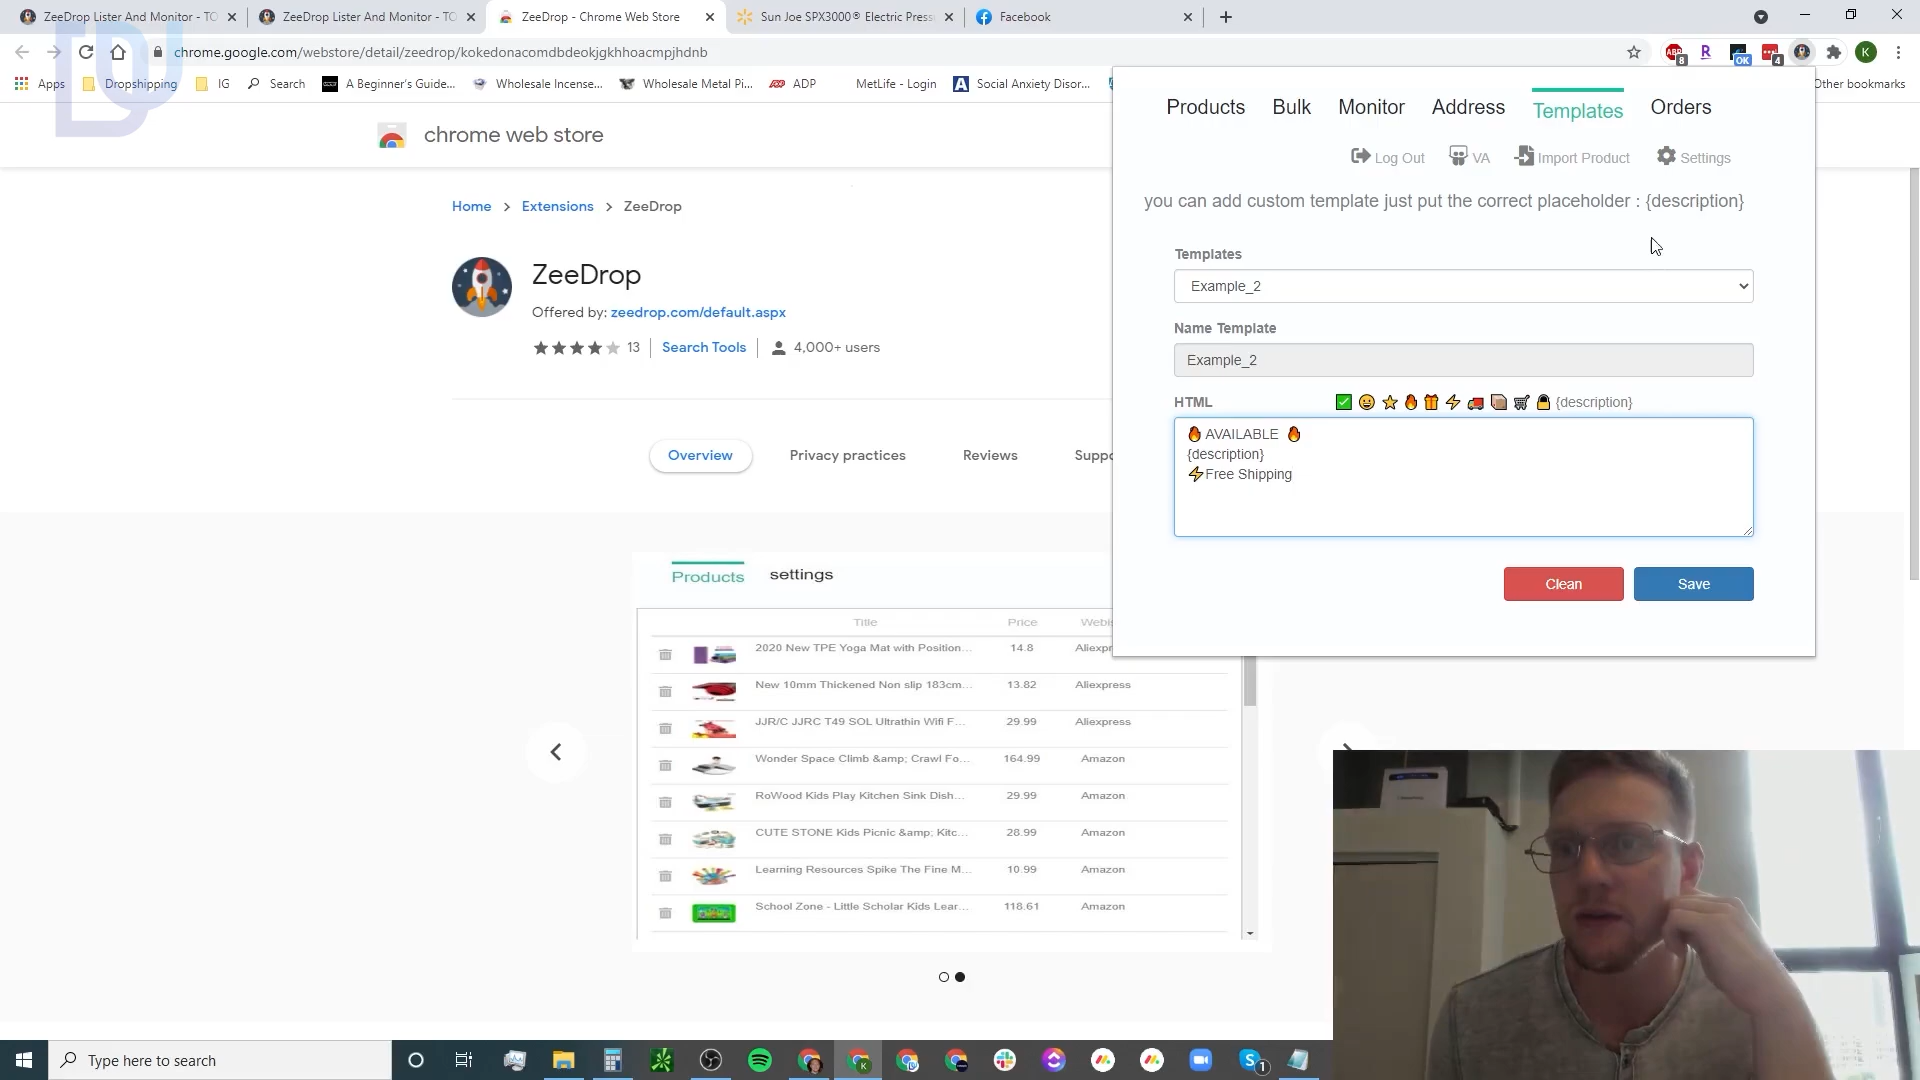 ZeeDrop Lister And Monitor - TO
ZeeDrop Lister And Monitor - TO
ZeeDrop - Chrome Web Store
Sun Joe SPX3000® Electric Press
Facebook
chrome.google.com/webstore/detail/zeedrop/kokedonacomdbdeokjgkhhoacmpjhdnb
ABP
8
R
OK
4
K
Apps
Dropshipping
IG
Search
A Beginner's Guide...
Wholesale Incense...
Wholesale Metal Pi...
ADP
MetLife - Login
Social Anxiety Disor...
Other bookmarks
chrome web store
Home > Extensions > ZeeDrop
ZeeDrop
Offered by: zeedrop.com/default.aspx
13
Search Tools
4,000+ users
Overview
Privacy practices
Reviews
Suppo
Products
settings
Title
Price
2020 New TPE Yoga Mat with Position...
14.8
Aliexpr
New 10mm Thickened Non slip 183cm...
13.82
Aliexpress
JJR/C JJRC T49 SOL Ultrathin Wifi F...
29.99
Aliexpress
Wonder Space Climb &amp; Crawl Fo...
164.99
Amazon
RoWood Kids Play Kitchen Sink Dish...
29.99
Amazon
CUTE STONE Kids Picnic &amp; Kitc...
28.99
Amazon
Learning Resources Spike The Fine M...
10.99
Amazon
School Zone - Little Scholar Kids Lear...
118.61
Amazon
Products
Bulk
Monitor
Address
Templates
Orders
Log Out
VA
Import Product
Settings
you can add custom template just put the correct placeholder : {description}
Templates
Example_2
Name Template
Example_2
HTML
✅😀⭐🔥🎁⚡🚚📦🛒🔒 {description}
🔥 AVAILABLE 🔥
{description}
⚡Free Shipping
Clean
Save
Type here to search
1